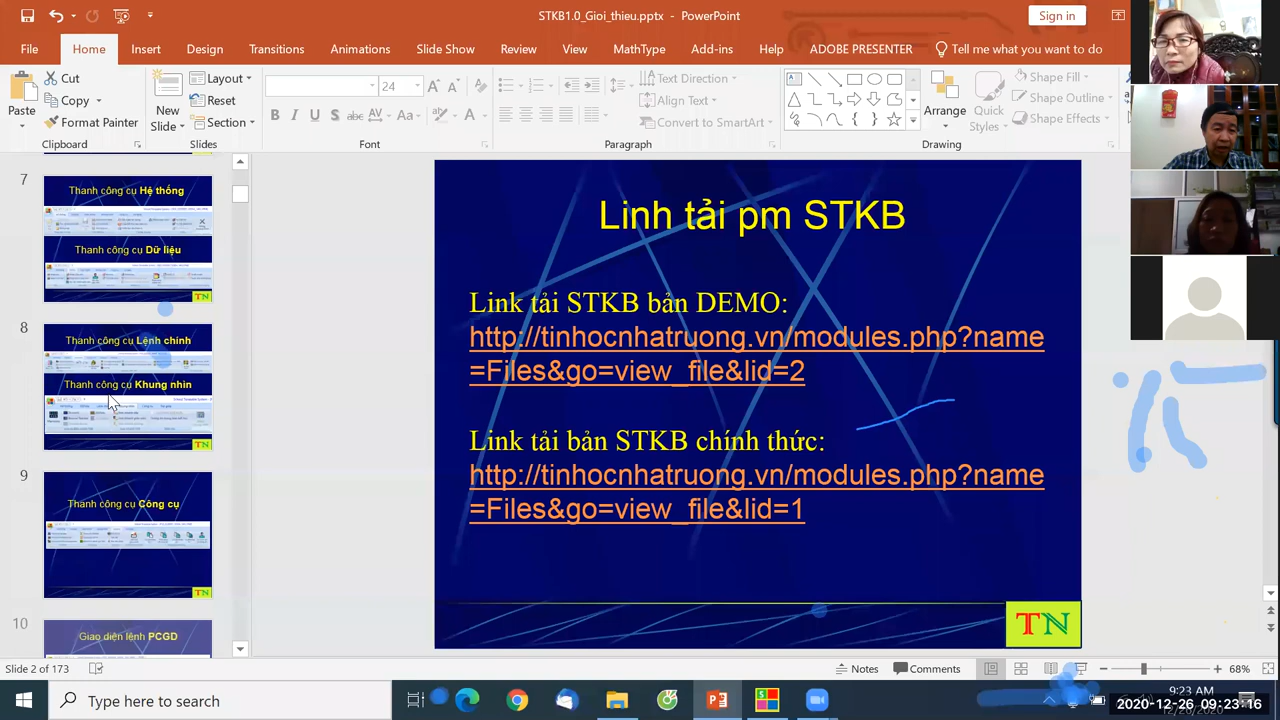 STKB1.0_Gioi_thieu.pptx - PowerPoint
Sign in
File Home Insert Design Transitions Animations Slide Show Review View MathType Add-ins Help ADOBE PRESENTER Tell me what you want to do
Paste
Cut
Copy
Format Painter
Clipboard
New Slide
Layout
Reset
Section
Slides
24
B I U S abc AV Aa
Font
Text Direction
Align Text
Convert to SmartArt
Paragraph
Arrange
Quick Styles
Shape Fill
Shape Outline
Shape Effects
Drawing
7
Thanh công cụ Hệ thống
Thanh công cụ Dữ liệu
TN
8
Thanh công cụ Lệnh chính
Thanh công cụ Khung nhìn
TN
9
Thanh công cụ Công cụ
TN
10
Giao diện lệnh PCGD
Linh tải pm STKB
Link tải STKB bản DEMO:
http://tinhocnhatruong.vn/modules.php?name
=Files&go=view_file&lid=2
Link tải bản STKB chính thức:
http://tinhocnhatruong.vn/modules.php?name
=Files&go=view_file&lid=1
TN
Slide 2 of 173
Notes
Comments
68%
Type here to search
9:23 AM
2020-12-26 09:23:16